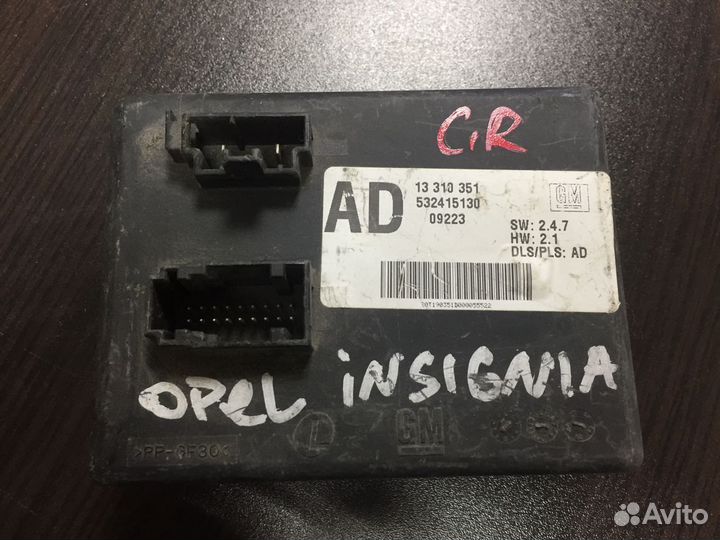 C,R
AD
13 310 351
532415130
09223
GM
SW: 2.4.7
HW: 2.1
DLS/PLS: AD
OPEL INSIGNIA
>PP-GF30<
GM
Avito